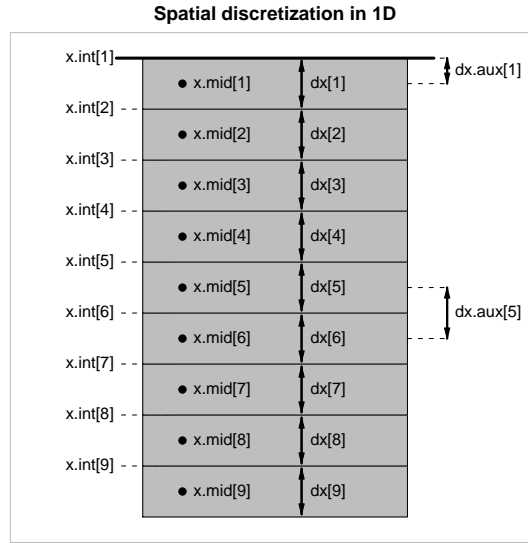 Spatial discretization in 1D
x.int[1]
dx.aux[1]
x.mid[1] dx[1]
x.int[2]
x.mid[2] dx[2]
x.int[3]
x.mid[3] dx[3]
x.int[4]
x.mid[4] dx[4]
x.int[5]
x.mid[5] dx[5]
x.int[6]
dx.aux[5]
x.mid[6] dx[6]
x.int[7]
x.mid[7] dx[7]
x.int[8]
x.mid[8] dx[8]
x.int[9]
x.mid[9] dx[9]